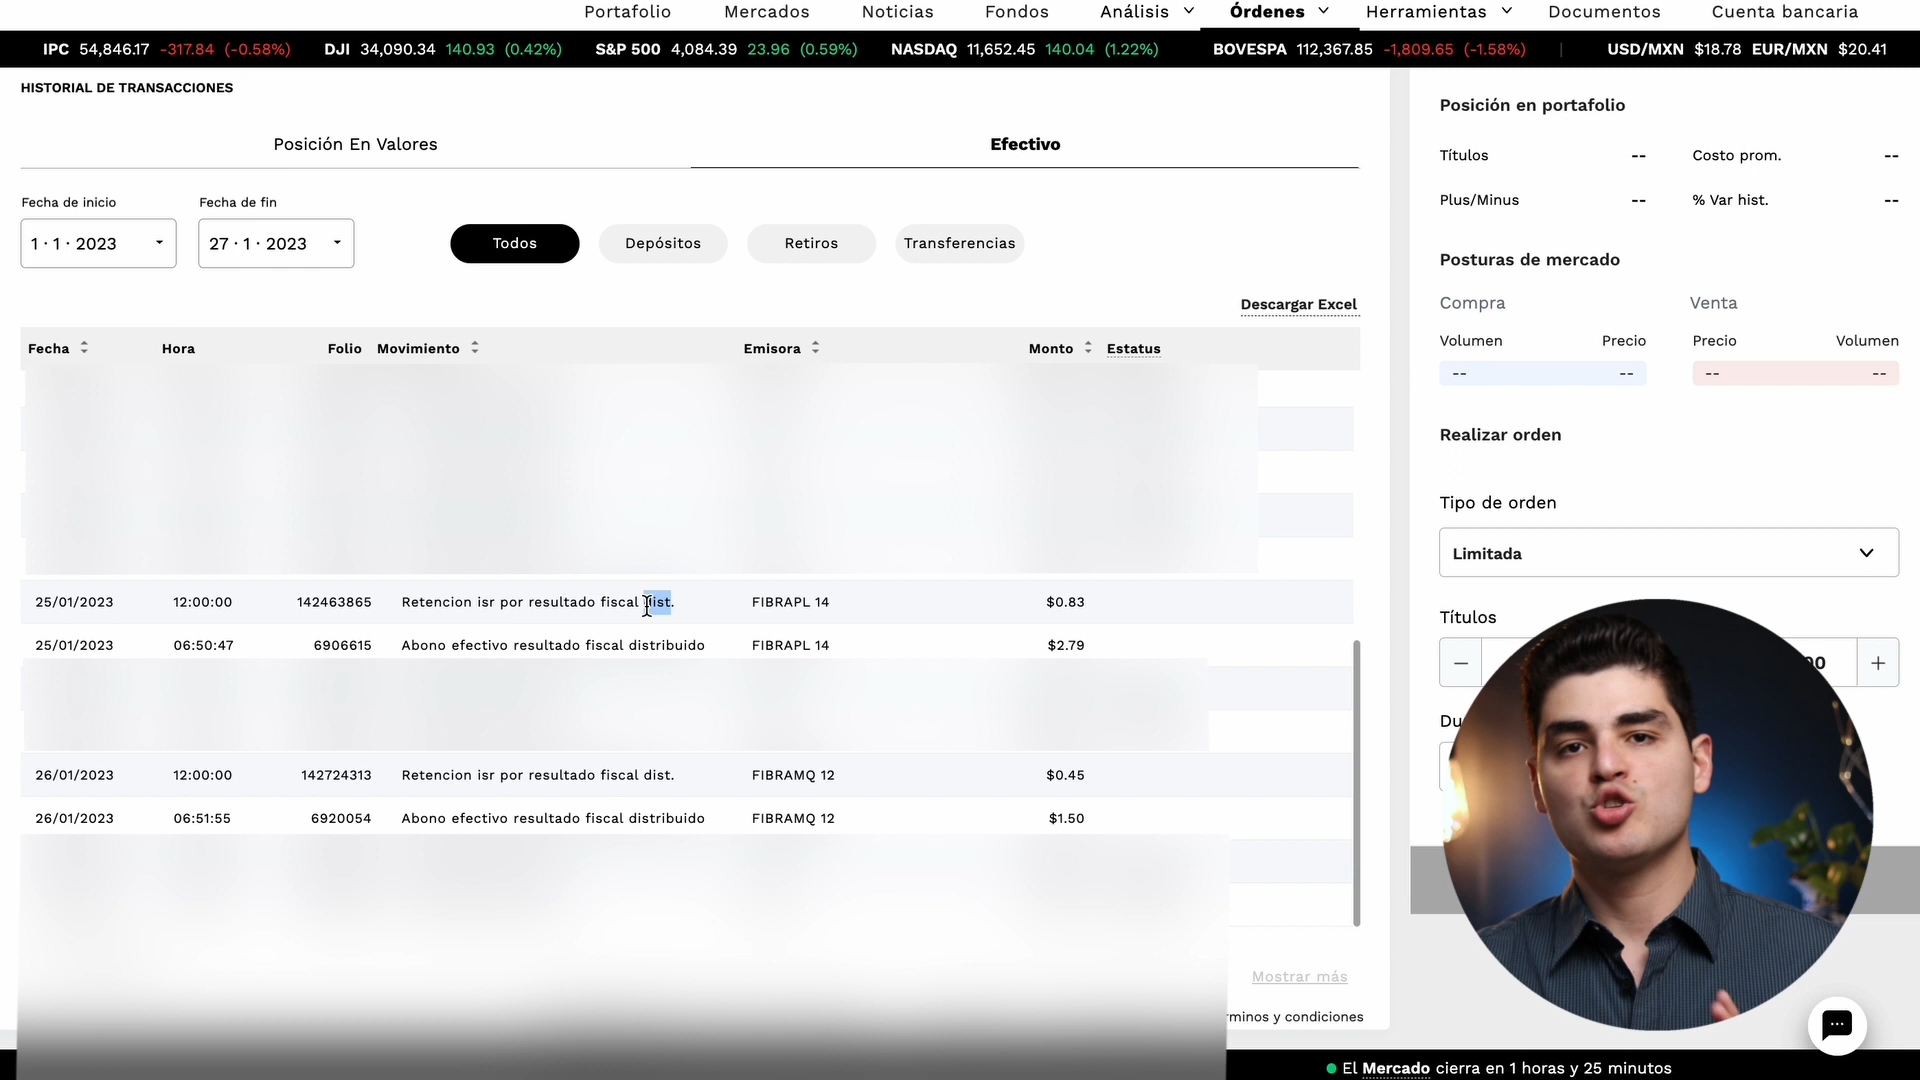 Portafolio Mercados Noticias Fondos Análisis Órdenes Herramientas Documentos Cuenta bancaria
IPC 54,846.17 -317.84 (-0.58%) DJI 34,090.34 140.93 (0.42%) S&P 500 4,084.39 23.96 (0.59%) NASDAQ 11,652.45 140.04 (1.22%) BOVESPA 112,367.85 -1,809.65 (-1.58%) | USD/MXN $18.78 EUR/MXN $20.41
HISTORIAL DE TRANSACCIONES
Posición En Valores Efectivo
Fecha de inicio Fecha de fin
1 · 1 · 2023 27 · 1 · 2023 Todos Depósitos Retiros Transferencias
Descargar Excel
Fecha Hora Folio Movimiento Emisora Monto Estatus
25/01/2023 12:00:00 142463865 Retencion isr por resultado fiscal dist. FIBRAPL 14 $0.83
25/01/2023 06:50:47 6906615 Abono efectivo resultado fiscal distribuido FIBRAPL 14 $2.79
26/01/2023 12:00:00 142724313 Retencion isr por resultado fiscal dist. FIBRAMQ 12 $0.45
26/01/2023 06:51:55 6920054 Abono efectivo resultado fiscal distribuido FIBRAMQ 12 $1.50
Mostrar más
rminos y condiciones
Posición en portafolio
Títulos -- Costo prom. --
Plus/Minus -- % Var hist. --
Posturas de mercado
Compra Venta
Volumen Precio Precio Volumen
-- -- -- --
Realizar orden
Tipo de orden
Limitada
Títulos
− 00 +
Du
El Mercado cierra en 1 horas y 25 minutos